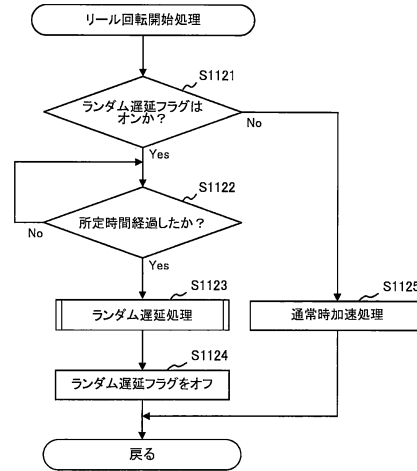 リール回転開始処理
S1121
ランダム遅延フラグは
オンか？
No
Yes
S1122
所定時間経過したか？
No
Yes
S1123
ランダム遅延処理
S1125
通常時加速処理
S1124
ランダム遅延フラグをオフ
戻る